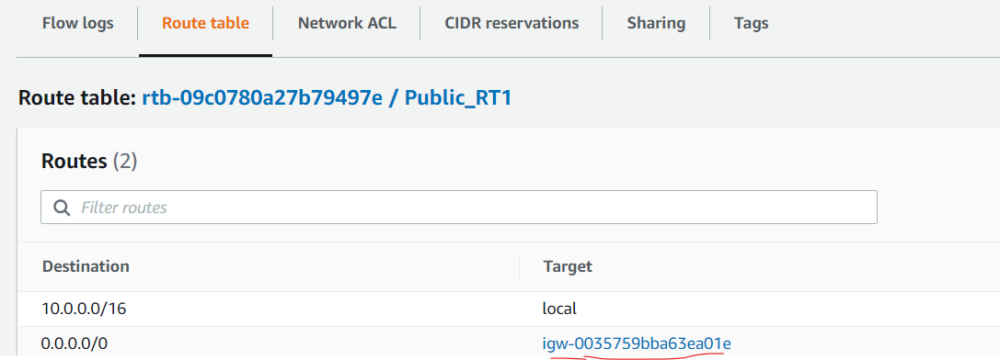 Flow logs Route table Network ACL CIDR reservations Sharing Tags
Route table: rtb-09c0780a27b79497e / Public_RT1
Routes (2)
Filter routes
Destination Target
10.0.0.0/16 local
0.0.0.0/0 igw-0035759bba63ea01e